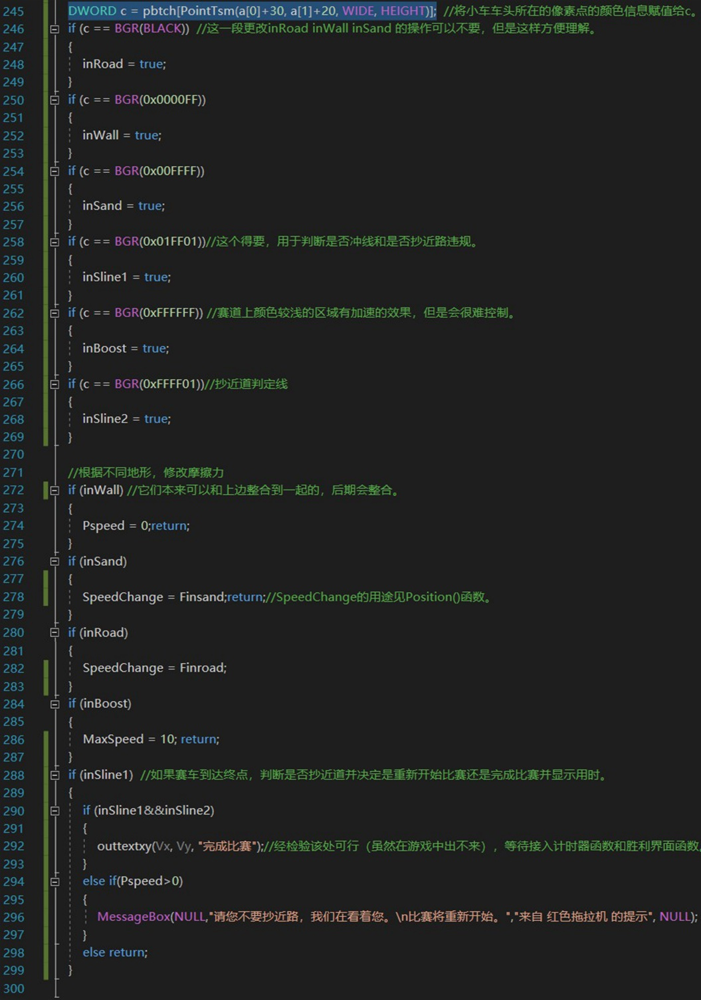 245 DWORD c = pbtch[PointTsm(a[0]+30, a[1]+20, WIDE, HEIGHT)]; //将小车车头所在的像素点的颜色信息赋值给c。
246 if (c == BGR(BLACK)) //这一段更改inRoad inWall inSand 的操作可以不要，但是这样方便理解。
247 {
248 inRoad = true;
249 }
250 if (c == BGR(0x0000FF))
251 {
252 inWall = true;
253 }
254 if (c == BGR(0x00FFFF))
255 {
256 inSand = true;
257 }
258 if (c == BGR(0x01FF01))//这个得要，用于判断是否冲线和是否抄近路违规。
259 {
260 inSline1 = true;
261 }
262 if (c == BGR(0xFFFFFF)) //赛道上颜色较浅的区域有加速的效果，但是会很难控制。
263 {
264 inBoost = true;
265 }
266 if (c == BGR(0xFFFF01))//抄近道判定线
267 {
268 inSline2 = true;
269 }
270
271 //根据不同地形，修改摩擦力
272 if (inWall) //它们本来可以和上边整合到一起的，后期会整合。
273 {
274 Pspeed = 0;return;
275 }
276 if (inSand)
277 {
278 SpeedChange = Finsand;return;//SpeedChange的用途见Position()函数。
279 }
280 if (inRoad)
281 {
282 SpeedChange = Finroad;
283 }
284 if (inBoost)
285 {
286 MaxSpeed = 10; return;
287 }
288 if (inSline1) //如果赛车到达终点，判断是否抄近道并决定是重新开始比赛还是完成比赛并显示用时。
289 {
290 if (inSline1&&inSline2)
291 {
292 outtextxy(Vx, Vy, "完成比赛");//经检验该处可行（虽然在游戏中出不来），等待接入计时器函数和胜利界面函数。
293 }
294 else if(Pspeed>0)
295 {
296 MessageBox(NULL,"请您不要抄近路，我们在看着您。\n比赛将重新开始。","来自 红色拖拉机 的提示", NULL);
297 }
298 else return;
299 }
300